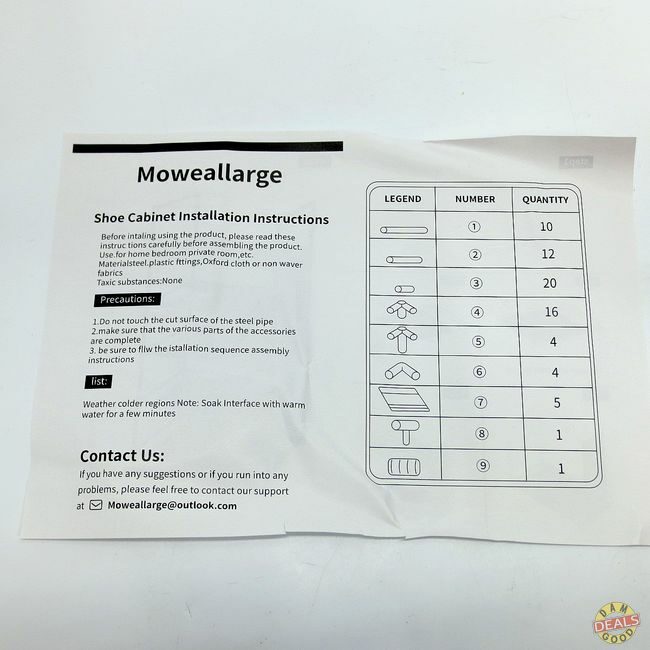 Moweallarge
Shoe Cabinet Installation Instructions
Before intaling using the product, please read these
instruc tions carefully before assembling the product.
Use.for home bedroom private room,etc.
Materialsteel.plastic fttings,Oxford cloth or non waver
fabrics
Taxic substances:None
Precautions:
1.Do not touch the cut surface of the steel pipe
2.make sure that the various parts of the accessories
are complete
3. be sure to fllw the istallation sequence assembly
instructions
list:
Weather colder regions Note: Soak Interface with warm
water for a few minutes
Contact Us:
If you have any suggestions or if you run into any
problems, please feel free to contact our support
at Moweallarge@outlook.com
LEGEND NUMBER QUANTITY
① 10
② 12
③ 20
④ 16
⑤ 4
⑥ 4
⑦ 5
⑧ 1
⑨ 1
DAM
DEALS
GOOD